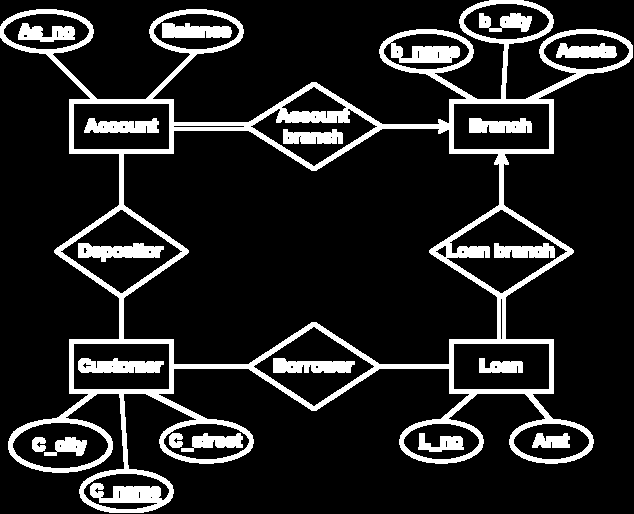 b_city
Ac_no
Balance
b_name
Assets
Account
Account
branch
Branch
Depositor
Loan branch
Customer
Borrower
Loan
C_city
C_street
L_no
Amt
C_name